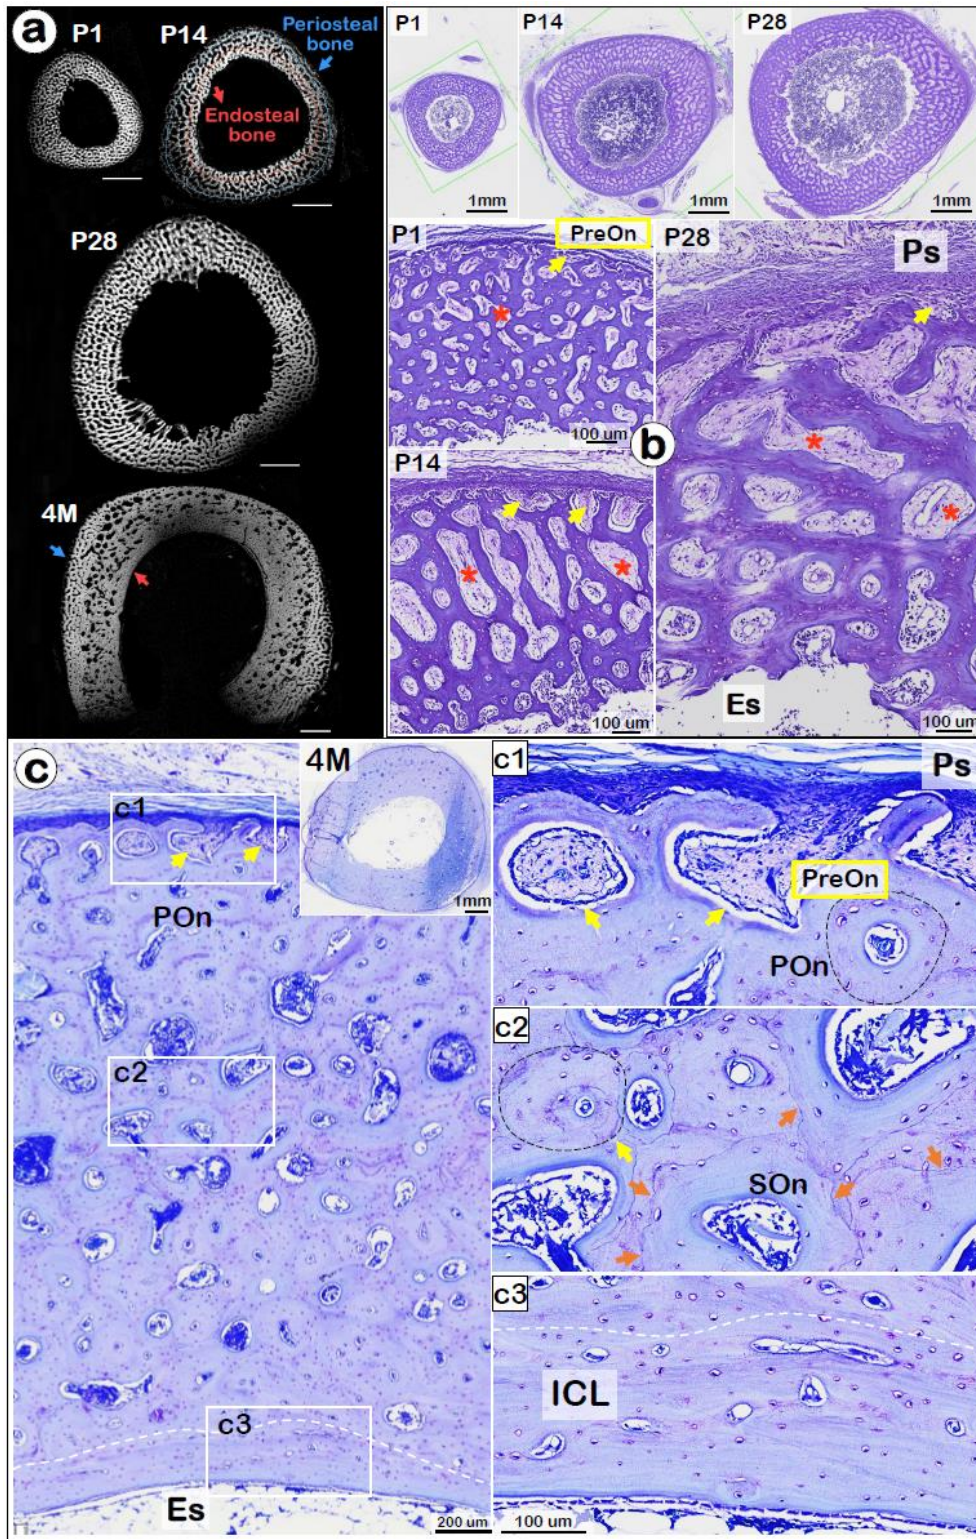 a
P1
P14
Periosteal
bone
Endosteal
bone
P28
4M
P1
1mm
P14
1mm
P28
1mm
P1
PreOn
*
100 um
b
P14
*
*
100 um
P28
Ps
*
*
Es
100 um
c
4M
1mm
c1
POn
c2
c3
Es
200 um
c1
Ps
PreOn
POn
c2
SOn
c3
ICL
100 um